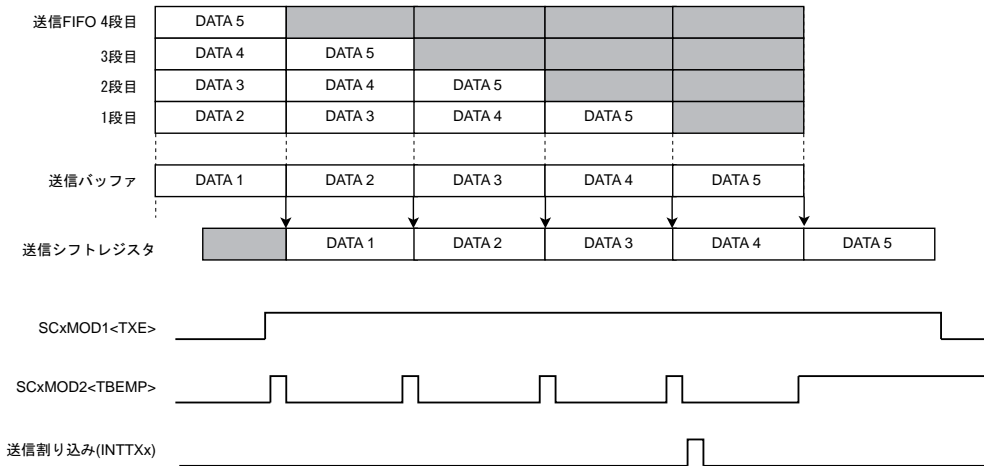 送信FIFO 4段目 DATA 5
3段目 DATA 4 DATA 5
2段目 DATA 3 DATA 4 DATA 5
1段目 DATA 2 DATA 3 DATA 4 DATA 5
送信バッファ DATA 1 DATA 2 DATA 3 DATA 4 DATA 5
送信シフトレジスタ DATA 1 DATA 2 DATA 3 DATA 4 DATA 5
SCxMOD1<TXE>
SCxMOD2<TBEMP>
送信割り込み(INTTXx)